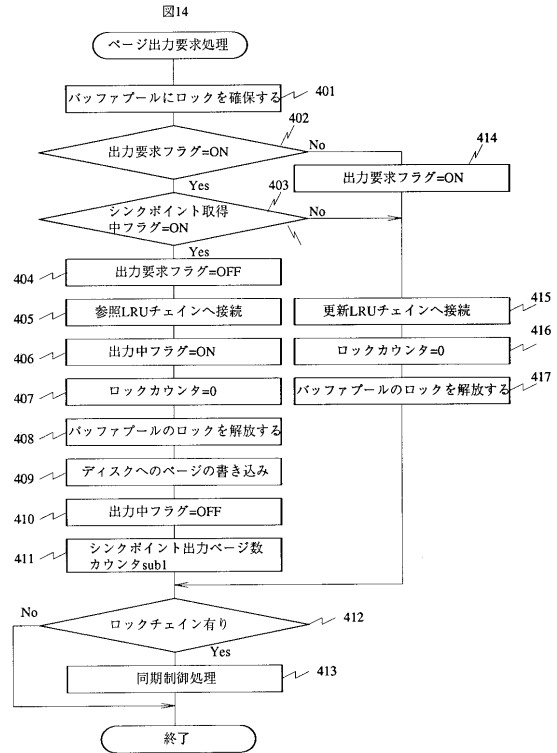 図14
ページ出力要求処理
バッファプールにロックを確保する
401
402
出力要求フラグ=ON
No
414
Yes
出力要求フラグ=ON
403
シンクポイント取得
中フラグ=ON
No
Yes
404
出力要求フラグ=OFF
405
参照LRUチェインへ接続
更新LRUチェインへ接続
415
406
出力中フラグ=ON
ロックカウンタ=0
416
407
ロックカウンタ=0
バッファプールのロックを解放する
417
408
バッファプールのロックを解放する
409
ディスクへのページの書き込み
410
出力中フラグ=OFF
411
シンクポイント出力ページ数
カウンタsub1
No
ロックチェイン有り
412
Yes
同期制御処理
413
終了